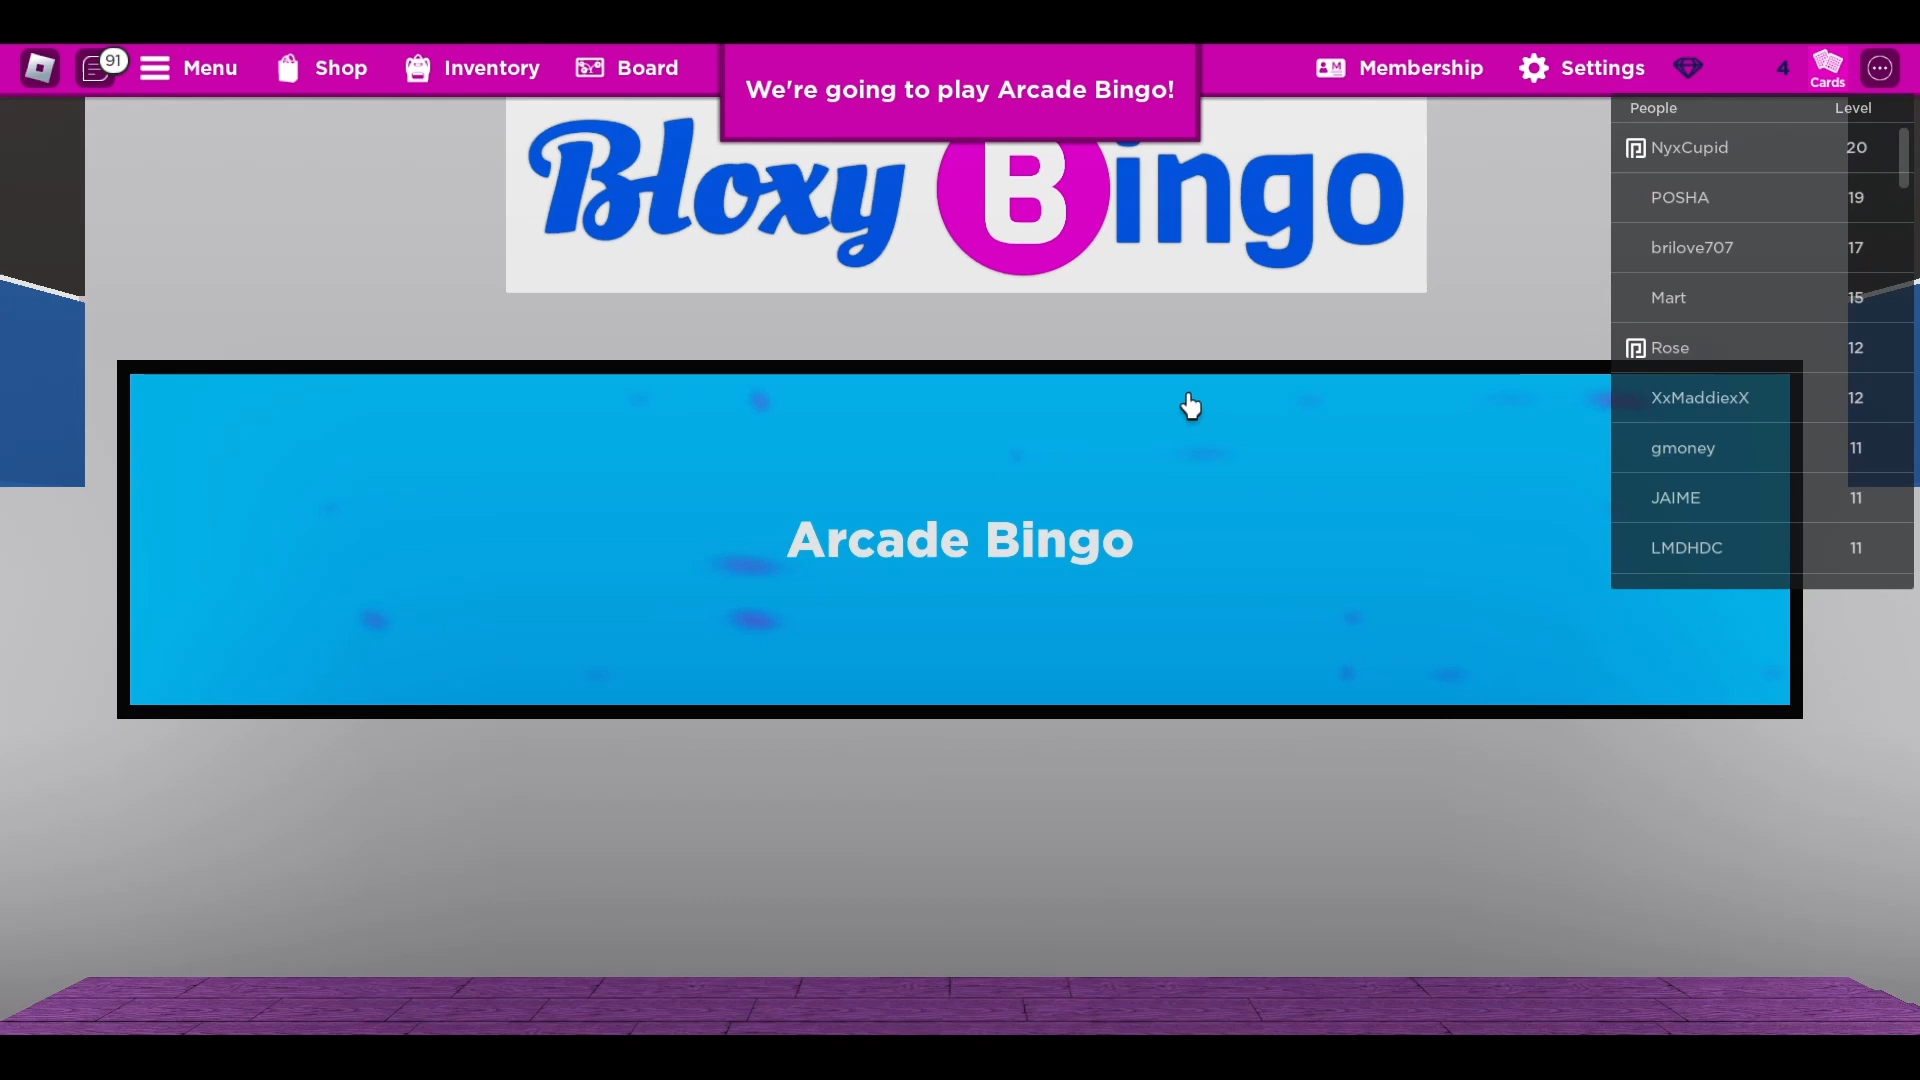 91
Menu
Shop
Inventory
Board
We're going to play Arcade Bingo!
Membership
Settings
4
Cards
People Level
NyxCupid 20
POSHA 19
brilove707 17
Mart 15
Rose 12
XxMaddiexX 12
gmoney 11
JAIME 11
LMDHDC 11
Bloxy Bingo
Arcade Bingo